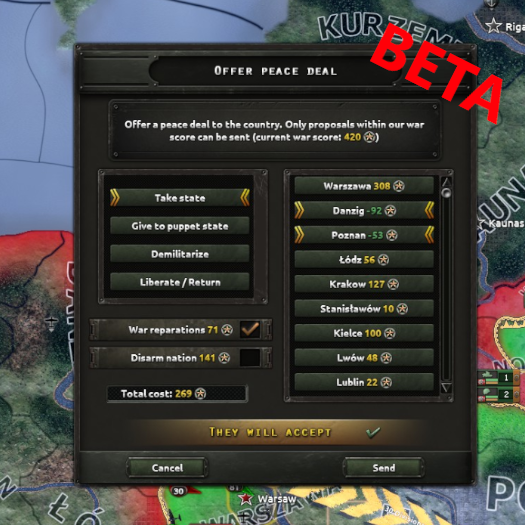 KURZEME
Riga
BETA
OFFER PEACE DEAL
Offer a peace deal to the country. Only proposals within our war
score can be sent (current war score: 420)
Take state
Give to puppet state
Demilitarize
Liberate / Return
War reparations 71
Disarm nation 141
Total cost: 269
Warszawa 308
Danzig -92
Poznan -53
Łódz 56
Krakow 127
Stanisławów 10
Kielce 100
Lwów 48
Lublin 22
Kaunas
1
2
THEY WILL ACCEPT
Cancel
Send
30
81
Warsaw